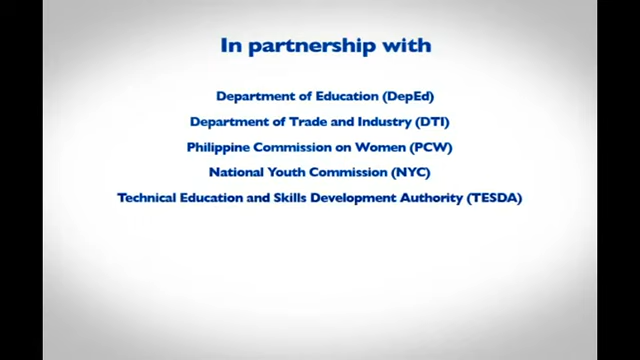 In partnership with
Department of Education (DepEd)
Department of Trade and Industry (DTI)
Philippine Commission on Women (PCW)
National Youth Commission (NYC)
Technical Education and Skills Development Authority (TESDA)